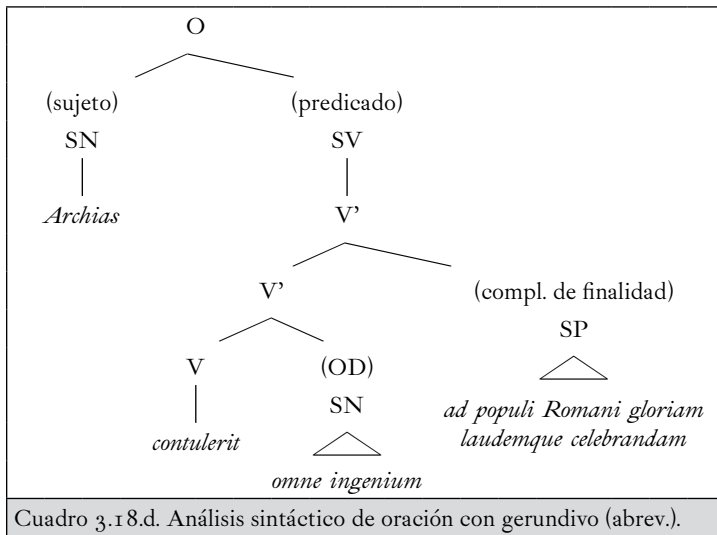 O
(sujeto) (predicado)
SN SV
Archias V’
V’ (compl. de finalidad)
SP
V (OD)
SN
ad populi Romani gloriam
contulerit laudemque celebrandam
omne ingenium
Cuadro 3.18.d. Análisis sintáctico de oración con gerundivo (abrev.).